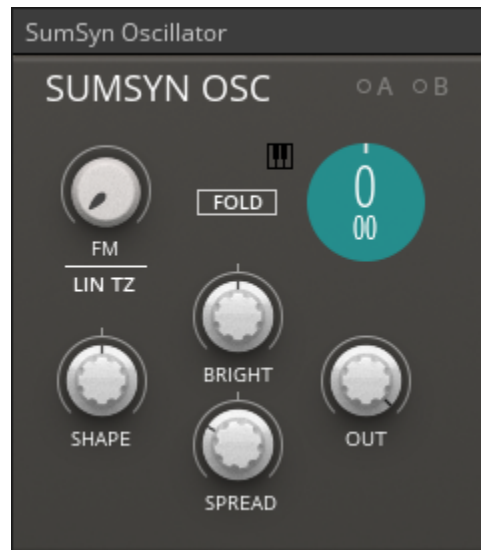 SumSyn Oscillator
SUMSYN OSC
A B
0
00
FOLD
FM
LIN TZ
BRIGHT
SHAPE
OUT
SPREAD